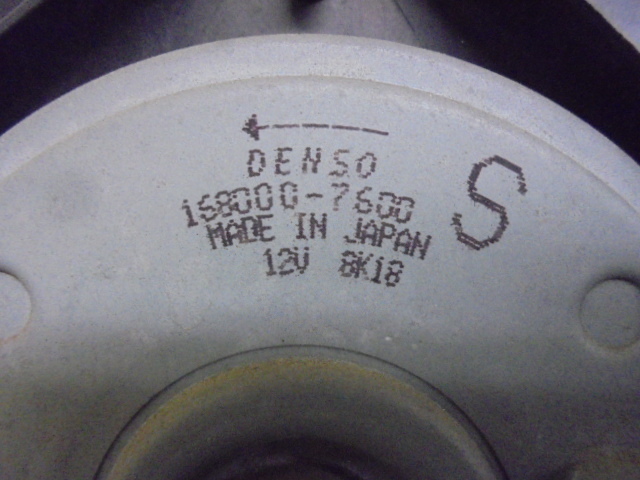 DENSO
168000-7600
S
MADE IN JAPAN
12V 8K18